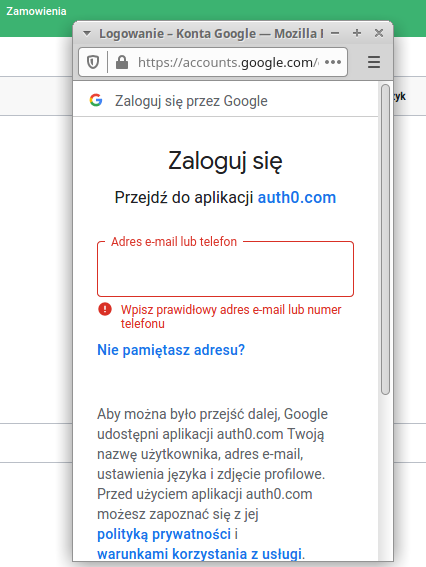 Zamowienia
Logowanie – Konta Google — Mozilla
https://accounts.google.com/
Zaloguj się przez Google
Zaloguj się
Przejdź do aplikacji auth0.com
Adres e-mail lub telefon
Wpisz prawidłowy adres e-mail lub numer
telefonu
Nie pamiętasz adresu?
Aby można było przejść dalej, Google
udostępni aplikacji auth0.com Twoją
nazwę użytkownika, adres e-mail,
ustawienia języka i zdjęcie profilowe.
Przed użyciem aplikacji auth0.com
możesz zapoznać się z jej
polityką prywatności i
warunkami korzystania z usługi.